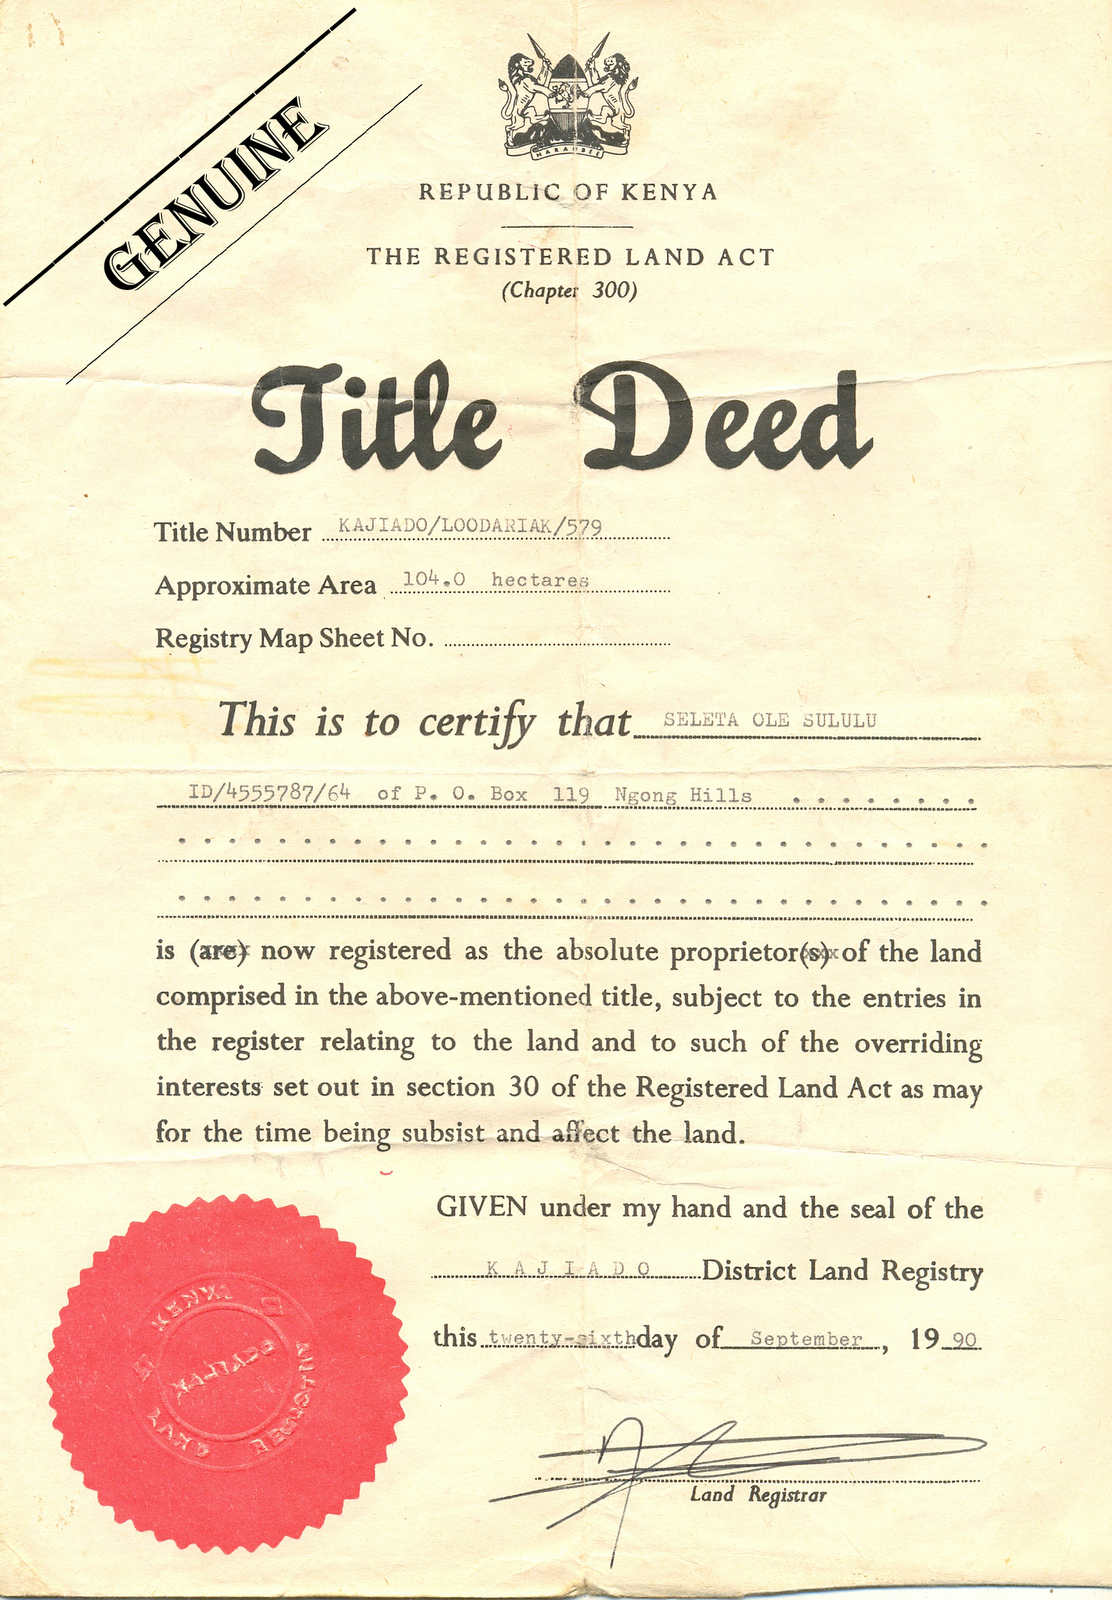 GENUINE
HARAMBEE
REPUBLIC OF KENYA
THE REGISTERED LAND ACT
(Chapter 300)
Title Deed
Title Number KAJIADO/LOODARIAK/579
Approximate Area 104.0 hectares
Registry Map Sheet No.
This is to certify that SELETA OLE SULULU
ID/4555787/64 of P. O. Box 119 Ngong Hills
is (are) now registered as the absolute proprietor(s) of the land
comprised in the above-mentioned title, subject to the entries in
the register relating to the land and to such of the overriding
interests set out in section 30 of the Registered Land Act as may
for the time being subsist and affect the land.
GIVEN under my hand and the seal of the
KAJIADO District Land Registry
this twenty-sixth day of September, 19 90
Land Registrar
KENYA